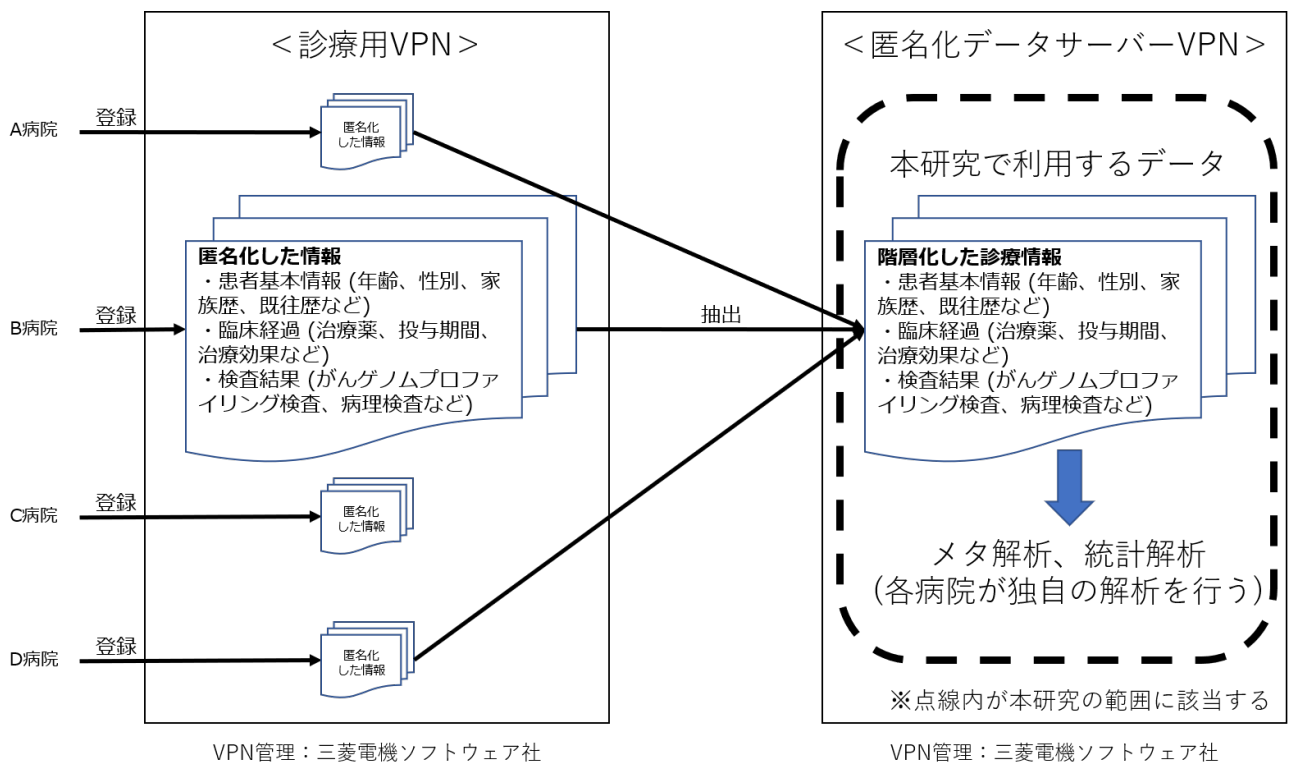 ＜診療用VPN＞
A病院
登録
匿名化
した情報
B病院
登録
匿名化した情報
・患者基本情報 (年齢、性別、家
族歴、既往歴など)
・臨床経過 (治療薬、投与期間、
治療効果など)
・検査結果 (がんゲノムプロファ
イリング検査、病理検査など)
C病院
登録
匿名化
した情報
D病院
登録
匿名化
した情報
VPN管理：三菱電機ソフトウェア社
抽出
＜匿名化データサーバーVPN＞
本研究で利用するデータ
階層化した診療情報
・患者基本情報 (年齢、性別、家
族歴、既往歴など)
・臨床経過 (治療薬、投与期間、
治療効果など)
・検査結果 (がんゲノムプロファ
イリング検査、病理検査など)
メタ解析、統計解析
(各病院が独自の解析を行う)
※点線内が本研究の範囲に該当する
VPN管理：三菱電機ソフトウェア社